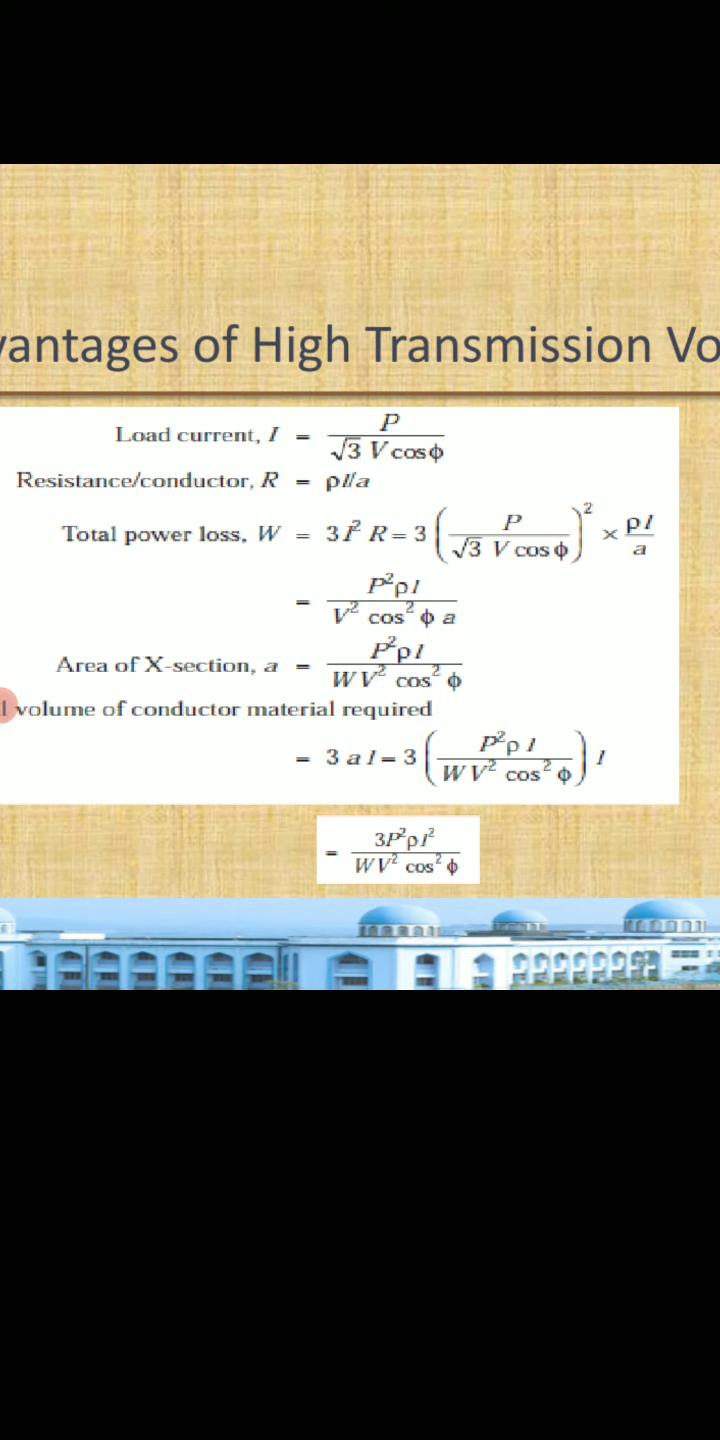 vantages of High Transmission Vo
Load current, I = P / √3 V cosϕ
Resistance/conductor, R = ρl/a
Total power loss, W = 3I² R = 3 (P / √3 V cos ϕ)² × ρl / a
= P²ρl / V² cos² ϕ a
Area of X-section, a = P²ρl / W V² cos² ϕ
l volume of conductor material required
= 3 a l = 3 (P²ρ l / W V² cos² ϕ) l
= 3P²ρl² / WV² cos² ϕ